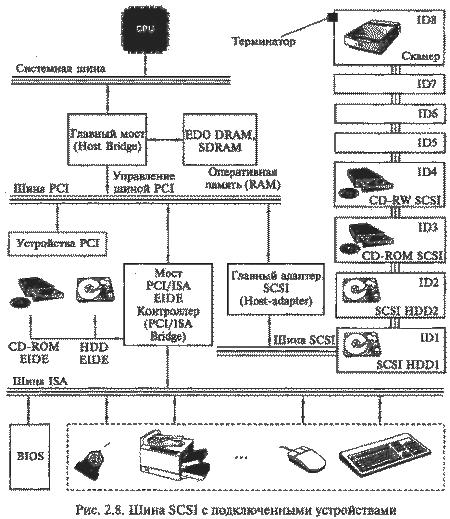 CPU
Системная шина
Главный мост
(Host Bridge)
EDO DRAM,
SDRAM
Управление
шиной PCI
Оперативная
память (RAM)
Шина PCI
Устройства PCI
CD-ROM
EIDE
HDD
EIDE
Мост
PCI/ISA
EIDE
Контроллер
(PCI/ISA
Bridge)
Главный адаптер
SCSI
(Host-adapter)
Шина SCSI
Шина ISA
BIOS
...
Терминатор
ID8
Сканер
ID7
ID6
ID5
ID4
CD-RW SCSI
ID3
CD-ROM SCSI
ID2
SCSI HDD2
ID1
SCSI HDD1
Рис. 2.8. Шина SCSI с подключенными устройствами